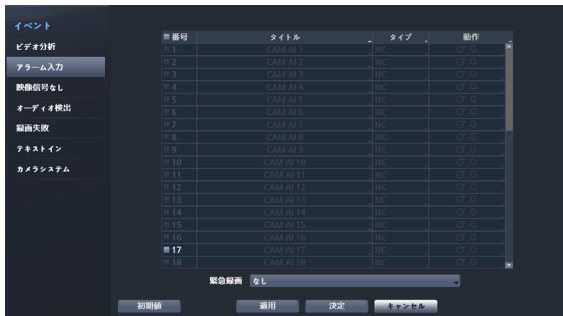 イベント
ビデオ分析
アラーム入力
映像信号なし
オーディオ検出
録画失敗
テキストイン
カメラシステム
番号 タイトル タイプ 動作
1 CAM AI 1 NC
2 CAM AI 2 NC
3 CAM AI 3 NC
4 CAM AI 4 NC
5 CAM AI 5 NC
6 CAM AI 6 NC
7 CAM AI 7 NC
8 CAM AI 8 NC
9 CAM AI 9 NC
10 CAM AI 10 NC
11 CAM AI 11 NC
12 CAM AI 12 NC
13 CAM AI 13 NC
14 CAM AI 14 NC
15 CAM AI 15 NC
16 CAM AI 16 NC
17 CAM AI 17 NC
18 CAM AI 18 NC
緊急録画 なし
初期値 適用 決定 キャンセル